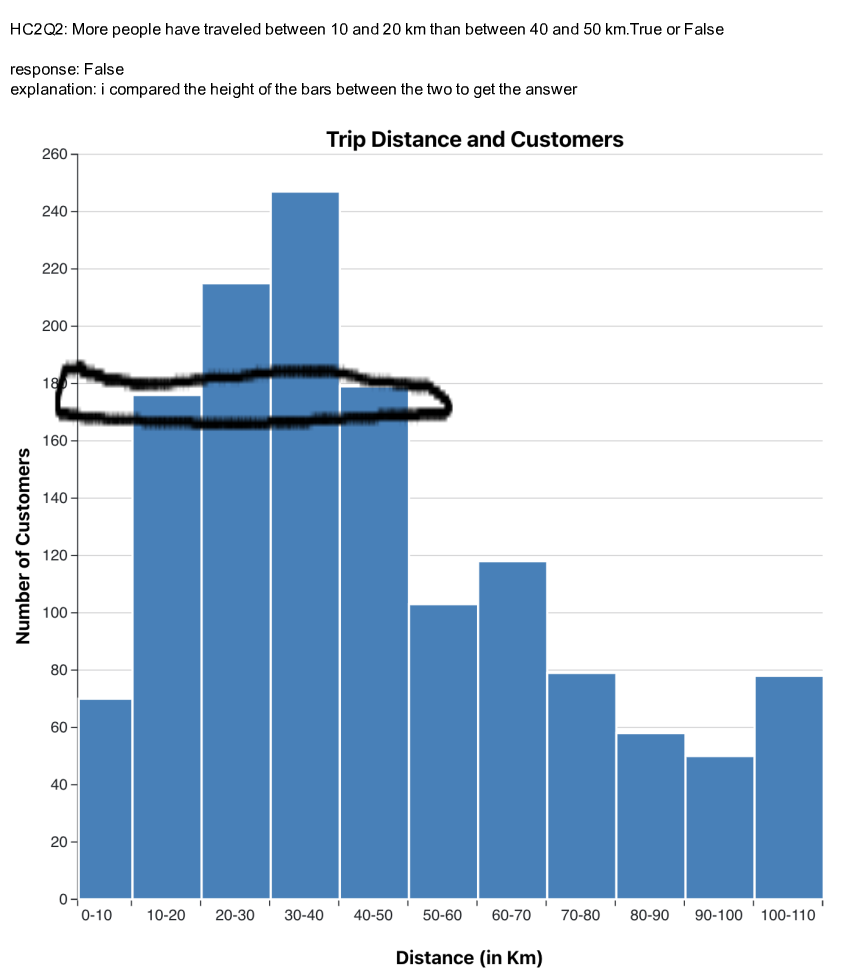 HC2Q2: More people have traveled between 10 and 20 km than between 40 and 50 km.True or False
response: False
explanation: i compared the height of the bars between the two to get the answer
Trip Distance and Customers
260
240
220
200
180
160
140
120
100
80
60
40
20
0
Number of Customers
0-10 10-20 20-30 30-40 40-50 50-60 60-70 70-80 80-90 90-100 100-110
Distance (in Km)